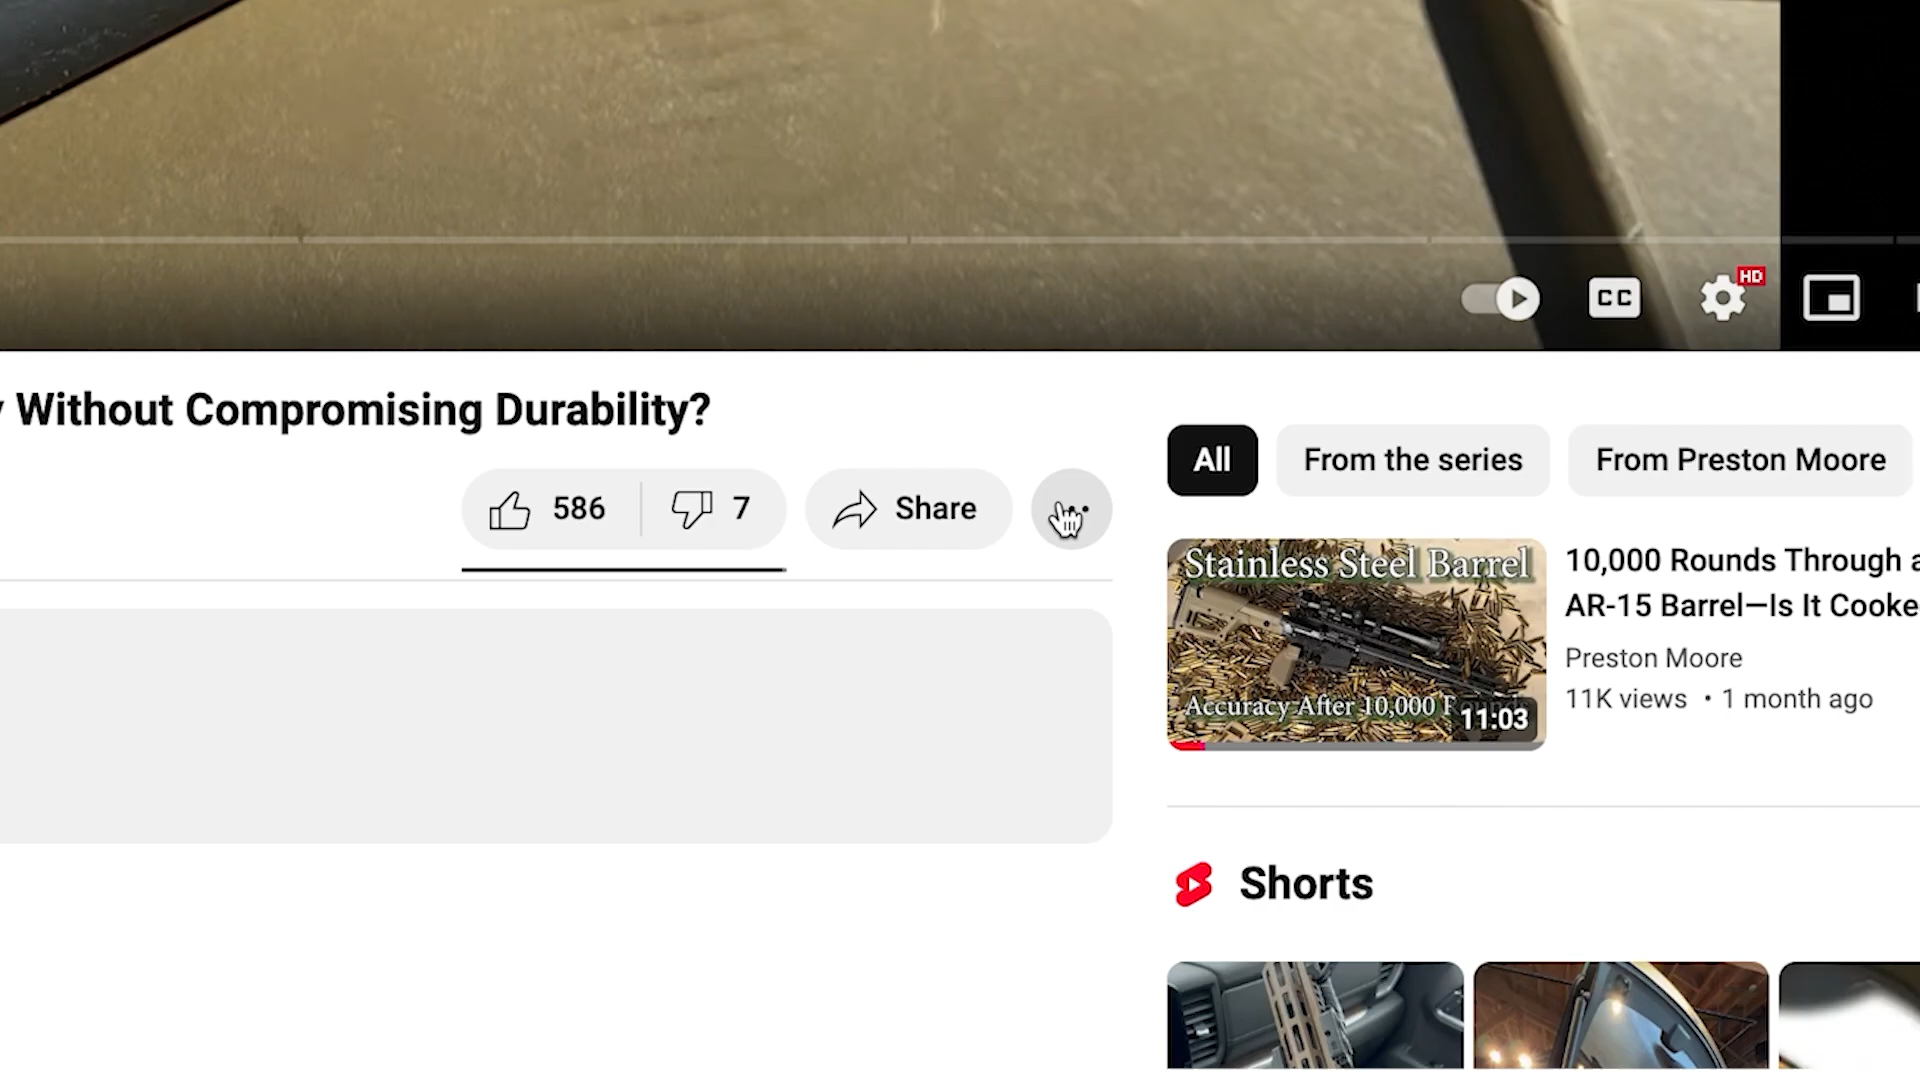 CC
HD
Without Compromising Durability?
586
7
Share
All
From the series
From Preston Moore
Stainless Steel Barrel
Accuracy After 10,000
11:03
10,000 Rounds Through
AR-15 Barrel—Is It
Preston Moore
11K views • 1 month ago
Shorts